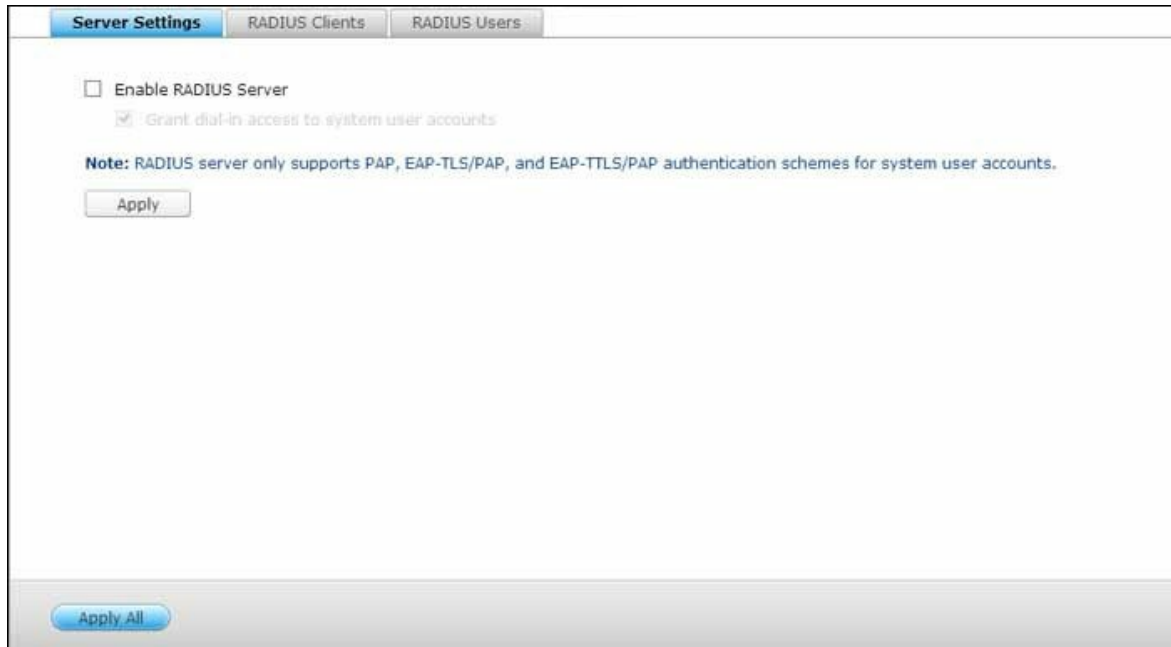 Server Settings RADIUS Clients RADIUS Users
Enable RADIUS Server
Grant dial-in access to system user accounts
Note: RADIUS server only supports PAP, EAP-TLS/PAP, and EAP-TTLS/PAP authentication schemes for system user accounts.
Apply
Apply All